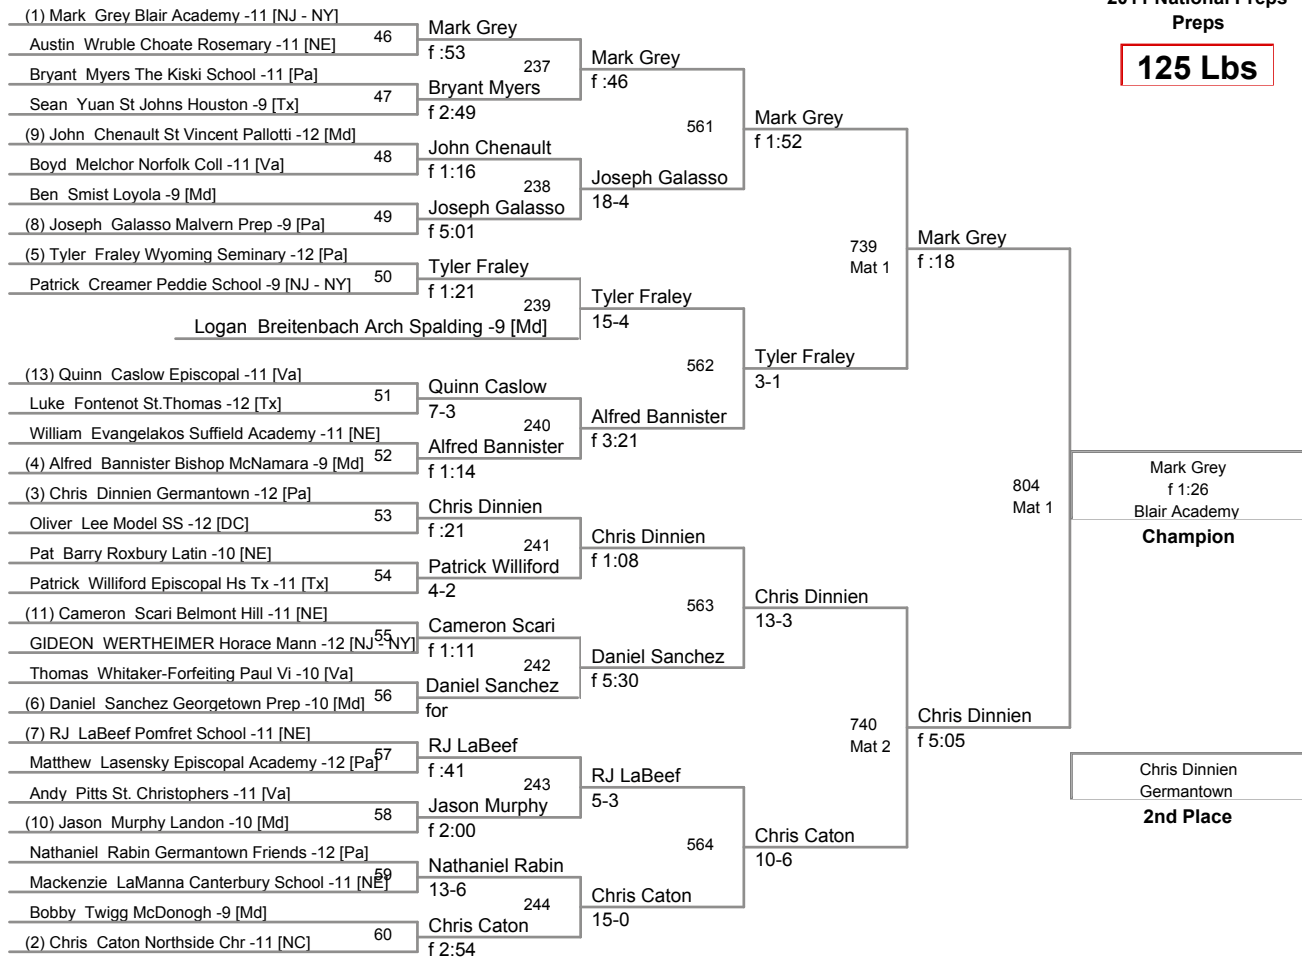 2011 National Preps
Preps
125 Lbs
(1) Mark Grey Blair Academy -11 [NJ - NY]
Austin Wruble Choate Rosemary -11 [NE]
Bryant Myers The Kiski School -11 [Pa]
Sean Yuan St Johns Houston -9 [Tx]
(9) John Chenault St Vincent Pallotti -12 [Md]
Boyd Melchor Norfolk Coll -11 [Va]
Ben Smist Loyola -9 [Md]
(8) Joseph Galasso Malvern Prep -9 [Pa]
(5) Tyler Fraley Wyoming Seminary -12 [Pa]
Patrick Creamer Peddie School -9 [NJ - NY]
Logan Breitenbach Arch Spalding -9 [Md]
(13) Quinn Caslow Episcopal -11 [Va]
Luke Fontenot St.Thomas -12 [Tx]
William Evangelakos Suffield Academy -11 [NE]
(4) Alfred Bannister Bishop McNamara -9 [Md]
(3) Chris Dinnien Germantown -12 [Pa]
Oliver Lee Model SS -12 [DC]
Pat Barry Roxbury Latin -10 [NE]
Patrick Williford Episcopal Hs Tx -11 [Tx]
(11) Cameron Scari Belmont Hill -11 [NE]
GIDEON WERTHEIMER Horace Mann -12 [NJ - NY]
Thomas Whitaker-Forfeiting Paul Vi -10 [Va]
(6) Daniel Sanchez Georgetown Prep -10 [Md]
(7) RJ LaBeef Pomfret School -11 [NE]
Matthew Lasensky Episcopal Academy -12 [Pa]
Andy Pitts St. Christophers -11 [Va]
(10) Jason Murphy Landon -10 [Md]
Nathaniel Rabin Germantown Friends -12 [Pa]
Mackenzie LaManna Canterbury School -11 [NE]
Bobby Twigg McDonogh -9 [Md]
(2) Chris Caton Northside Chr -11 [NC]
46
47
48
49
50
51
52
53
54
55
56
57
58
59
60
Mark Grey
f :53
Bryant Myers
f 2:49
John Chenault
f 1:16
Joseph Galasso
f 5:01
Tyler Fraley
f 1:21
Quinn Caslow
7-3
Alfred Bannister
f 1:14
Chris Dinnien
f :21
Patrick Williford
4-2
Cameron Scari
f 1:11
Daniel Sanchez
for
RJ LaBeef
f :41
Jason Murphy
f 2:00
Nathaniel Rabin
13-6
Chris Caton
f 2:54
237
238
239
240
241
242
243
244
Mark Grey
f :46
Joseph Galasso
18-4
Tyler Fraley
15-4
Alfred Bannister
f 3:21
Chris Dinnien
f 1:08
Daniel Sanchez
f 5:30
RJ LaBeef
5-3
Chris Caton
15-0
561
562
563
564
Mark Grey
f 1:52
Tyler Fraley
3-1
Chris Dinnien
13-3
Chris Caton
10-6
739
Mat 1
740
Mat 2
Mark Grey
f :18
Chris Dinnien
f 5:05
804
Mat 1
Mark Grey
f 1:26
Blair Academy
Champion
Chris Dinnien
Germantown
2nd Place